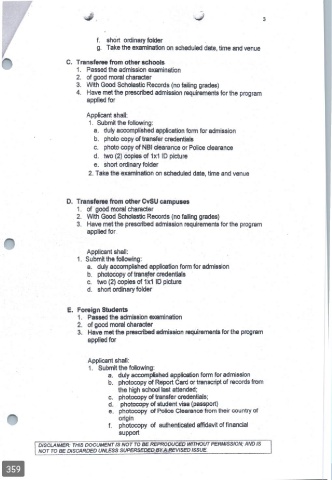 3
f. short ordinary folder
g. Take the examination on scheduled date, time and venue
C. Transferee from other schools
1. Passed the admission examination
2. of good moral character
3. With Good Scholastic Records (no failing grades)
4. Have met the prescribed admission requirements for the program
applied for
Applicant shall:
1. Submit the following:
a. duly accomplished application form for admission
b. photo copy of transfer credentials
c. photo copy of NBI clearance or Police clearance
d. two (2) copies of 1x1 ID picture
e. short ordinary folder
2. Take the examination on scheduled date, time and venue
D. Transferee from other CvSU campuses
1. of good moral character
2. With Good Scholastic Records (no failing grades)
3. Have met the prescribed admission requirements for the program
applied for
Applicant shall:
1. Submit the following:
a. duly accomplished application form for admission
b. photocopy of transfer credentials
c. two (2) copies of 1x1 ID picture
d. short ordinary folder
E. Foreign Students
1. Passed the admission examination
2. of good moral character
3. Have met the prescribed admission requirements for the program
applied for
Applicant shall:
1. Submit the following:
a. duly accomplished application form for admission
b. photocopy of Report Card or transcript of records from
the high school last attended;
c. photocopy of transfer credentials;
d. photocopy of student visa (passport)
e. photocopy of Police Clearance from their country of
origin
f. photocopy of authenticated affidavit of financial
support
DISCLAIMER: THIS DOCUMENT IS NOT TO BE REPRODUCED WITHOUT PERMISSION; AND IS
NOT TO BE DISCARDED UNLESS SUPERSEDED BY A REVISED ISSUE.
359